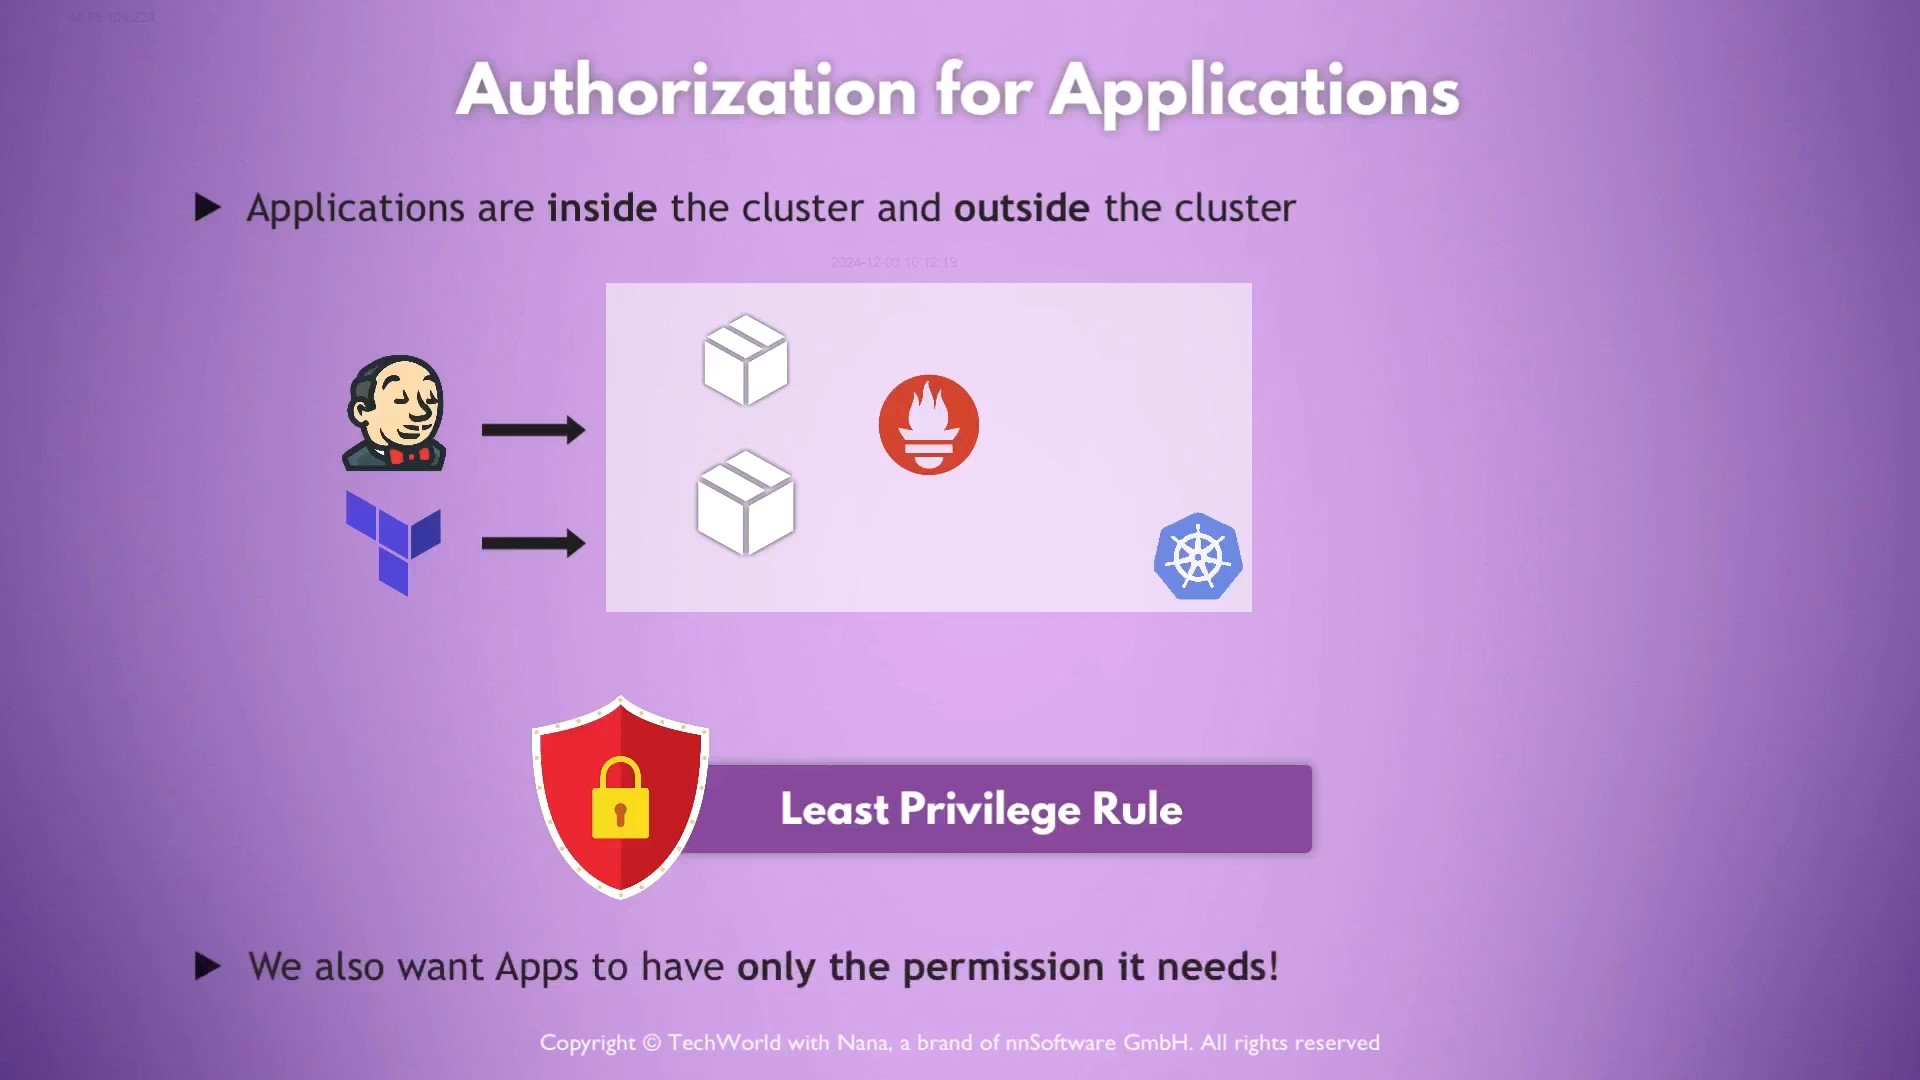 Authorization for Applications
Applications are inside the cluster and outside the cluster
2024-12-03 10:12:19
Least Privilege Rule
We also want Apps to have only the permission it needs!
Copyright © TechWorld with Nana, a brand of nnSoftware GmbH. All rights reserved